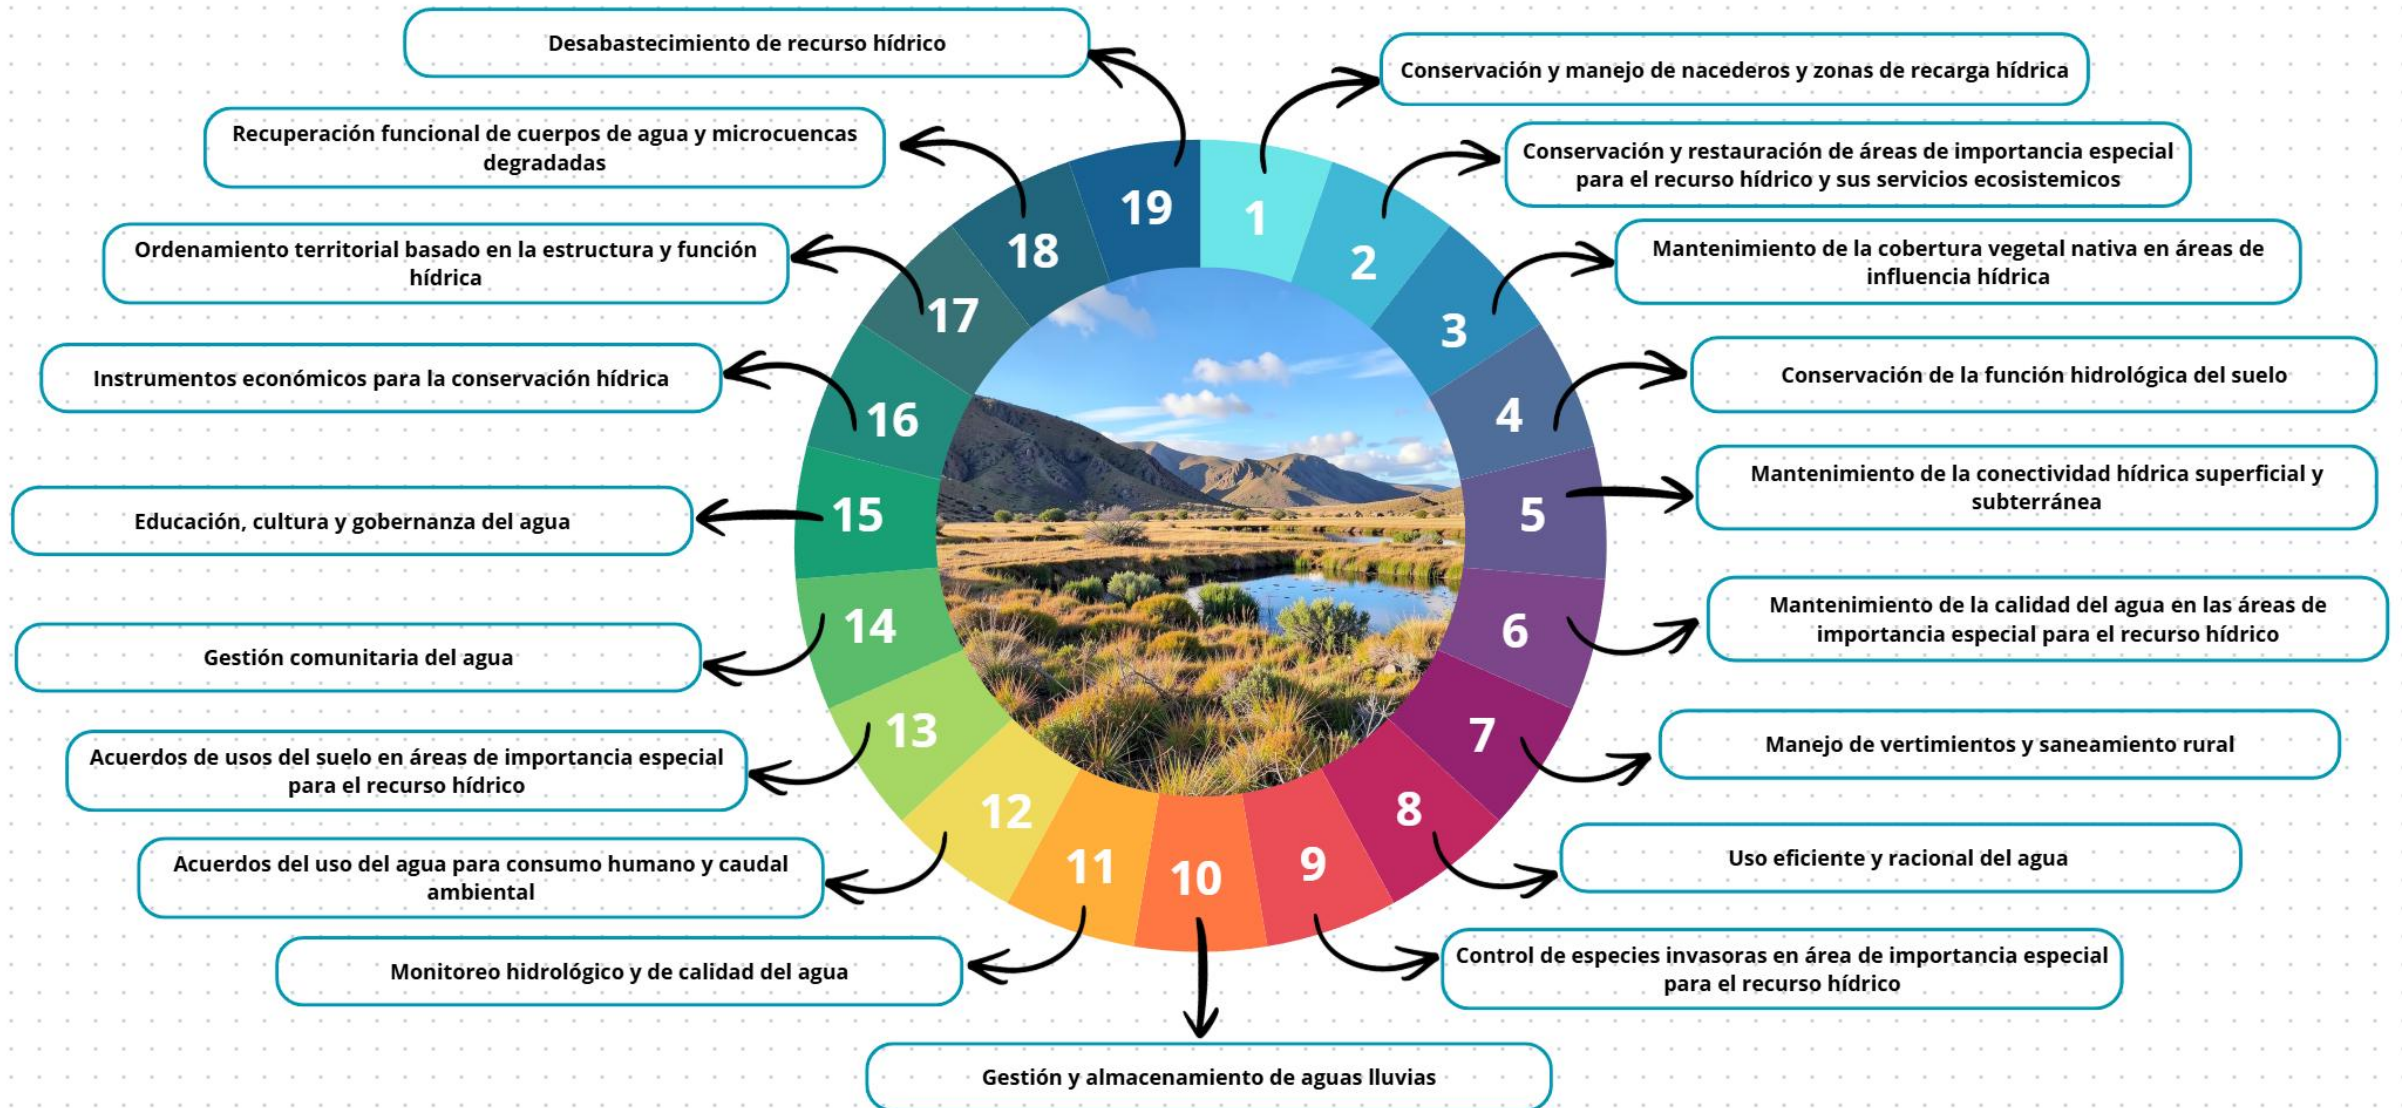 1
Conservación y manejo de nacederos y zonas de recarga hídrica
2
Conservación y restauración de áreas de importancia especial
para el recurso hídrico y sus servicios ecosistemicos
3
Mantenimiento de la cobertura vegetal nativa en áreas de
influencia hídrica
4
Conservación de la función hidrológica del suelo
5
Mantenimiento de la conectividad hídrica superficial y
subterránea
6
Mantenimiento de la calidad del agua en las áreas de
importancia especial para el recurso hídrico
7
Manejo de vertimientos y saneamiento rural
8
Uso eficiente y racional del agua
9
Control de especies invasoras en área de importancia especial
para el recurso hídrico
10
Gestión y almacenamiento de aguas lluvias
11
Monitoreo hidrológico y de calidad del agua
12
Acuerdos del uso del agua para consumo humano y caudal
ambiental
13
Acuerdos de usos del suelo en áreas de importancia especial
para el recurso hídrico
14
Gestión comunitaria del agua
15
Educación, cultura y gobernanza del agua
16
Instrumentos económicos para la conservación hídrica
17
Ordenamiento territorial basado en la estructura y función
hídrica
18
Recuperación funcional de cuerpos de agua y microcuencas
degradadas
19
Desabastecimiento de recurso hídrico